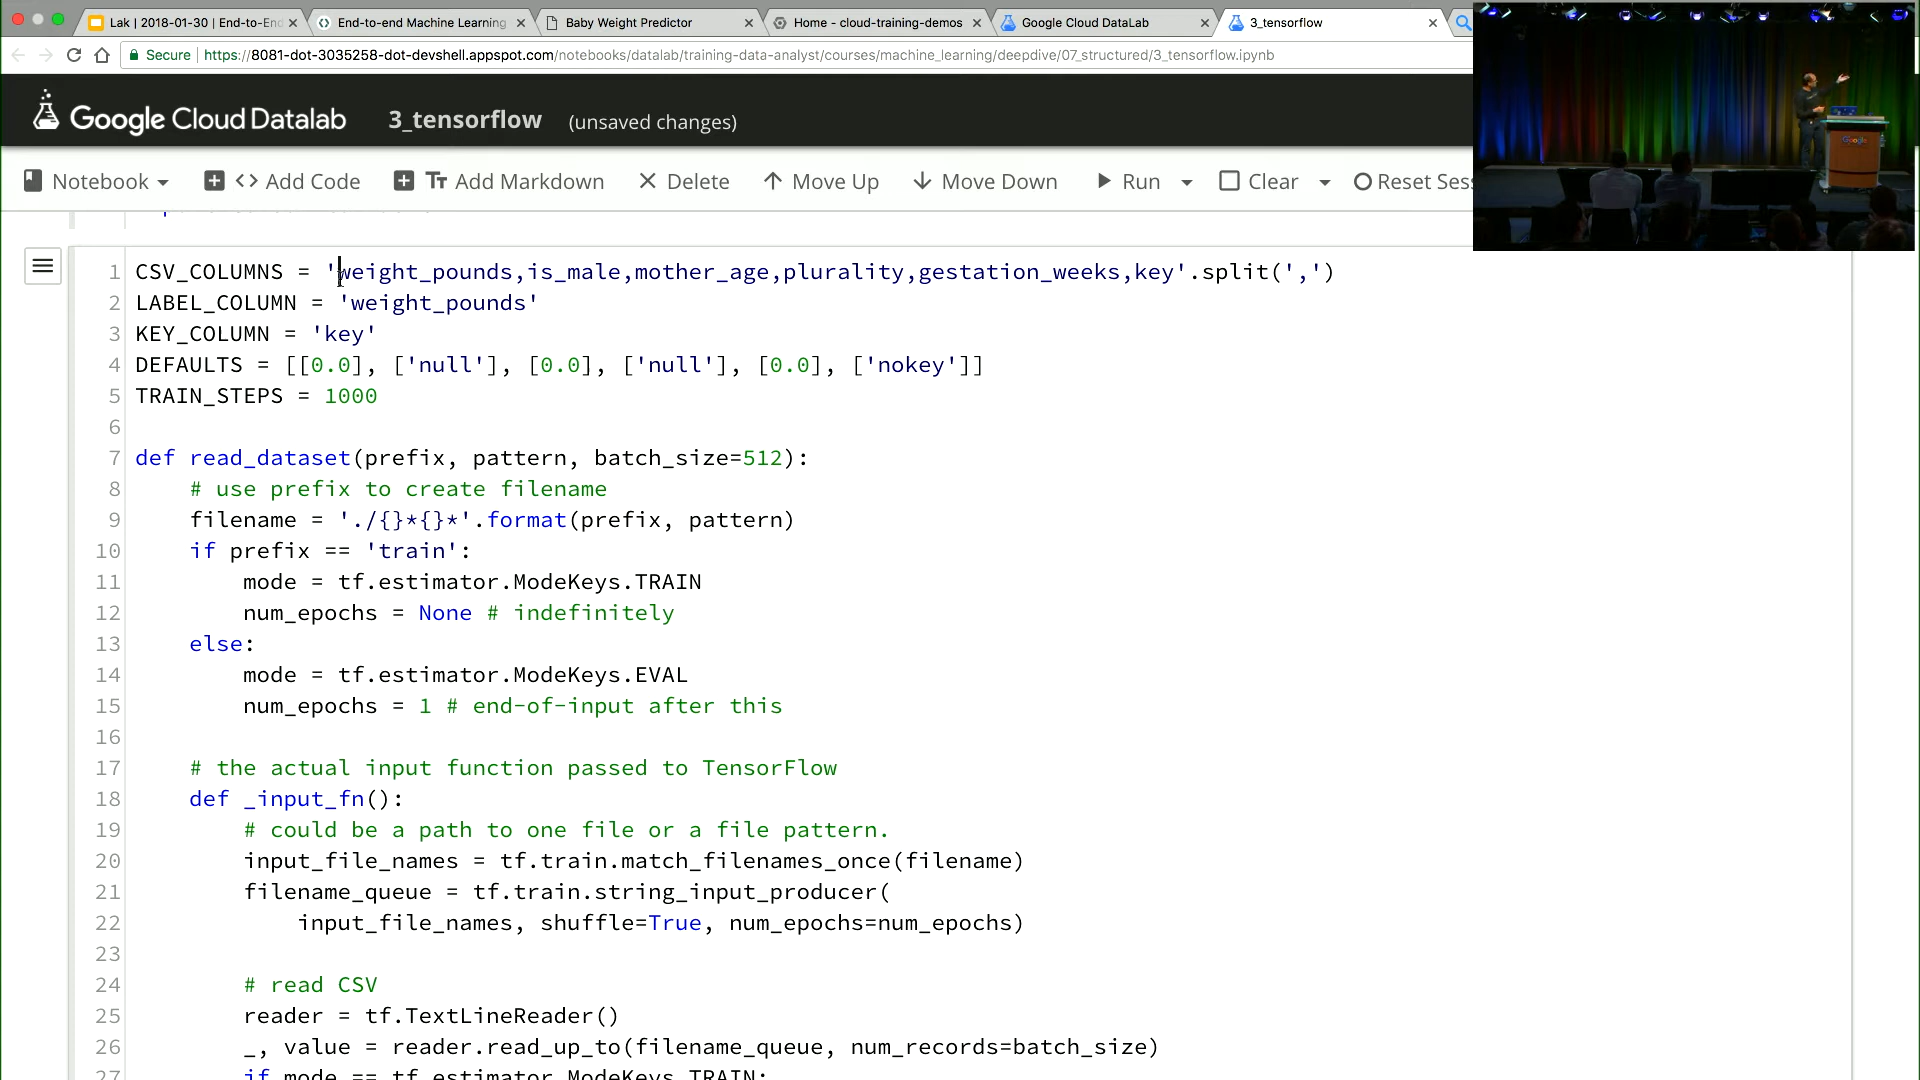 Lak | 2018-01-30 | End-to-En
End-to-end Machine Learning
Baby Weight Predictor
Home - cloud-training-demos
Google Cloud DataLab
3_tensorflow
Secure | https://8081-dot-3035258-dot-devshell.appspot.com/notebooks/datalab/training-data-analyst/courses/machine_learning/deepdive/07_structured/3_tensorflow.ipynb
Google Cloud Datalab 3_tensorflow (unsaved changes)
Notebook <> Add Code Tt Add Markdown Delete Move Up Move Down Run Clear Reset Sess
1 CSV_COLUMNS = 'weight_pounds,is_male,mother_age,plurality,gestation_weeks,key'.split(',')
2 LABEL_COLUMN = 'weight_pounds'
3 KEY_COLUMN = 'key'
4 DEFAULTS = [[0.0], ['null'], [0.0], ['null'], [0.0], ['nokey']]
5 TRAIN_STEPS = 1000
6
7 def read_dataset(prefix, pattern, batch_size=512):
8 # use prefix to create filename
9 filename = './{}*{}*'.format(prefix, pattern)
10 if prefix == 'train':
11 mode = tf.estimator.ModeKeys.TRAIN
12 num_epochs = None # indefinitely
13 else:
14 mode = tf.estimator.ModeKeys.EVAL
15 num_epochs = 1 # end-of-input after this
16
17 # the actual input function passed to TensorFlow
18 def _input_fn():
19 # could be a path to one file or a file pattern.
20 input_file_names = tf.train.match_filenames_once(filename)
21 filename_queue = tf.train.string_input_producer(
22 input_file_names, shuffle=True, num_epochs=num_epochs)
23
24 # read CSV
25 reader = tf.TextLineReader()
26 _, value = reader.read_up_to(filename_queue, num_records=batch_size)
27 if mode == tf.estimator.ModeKeys.TRAIN:
Google